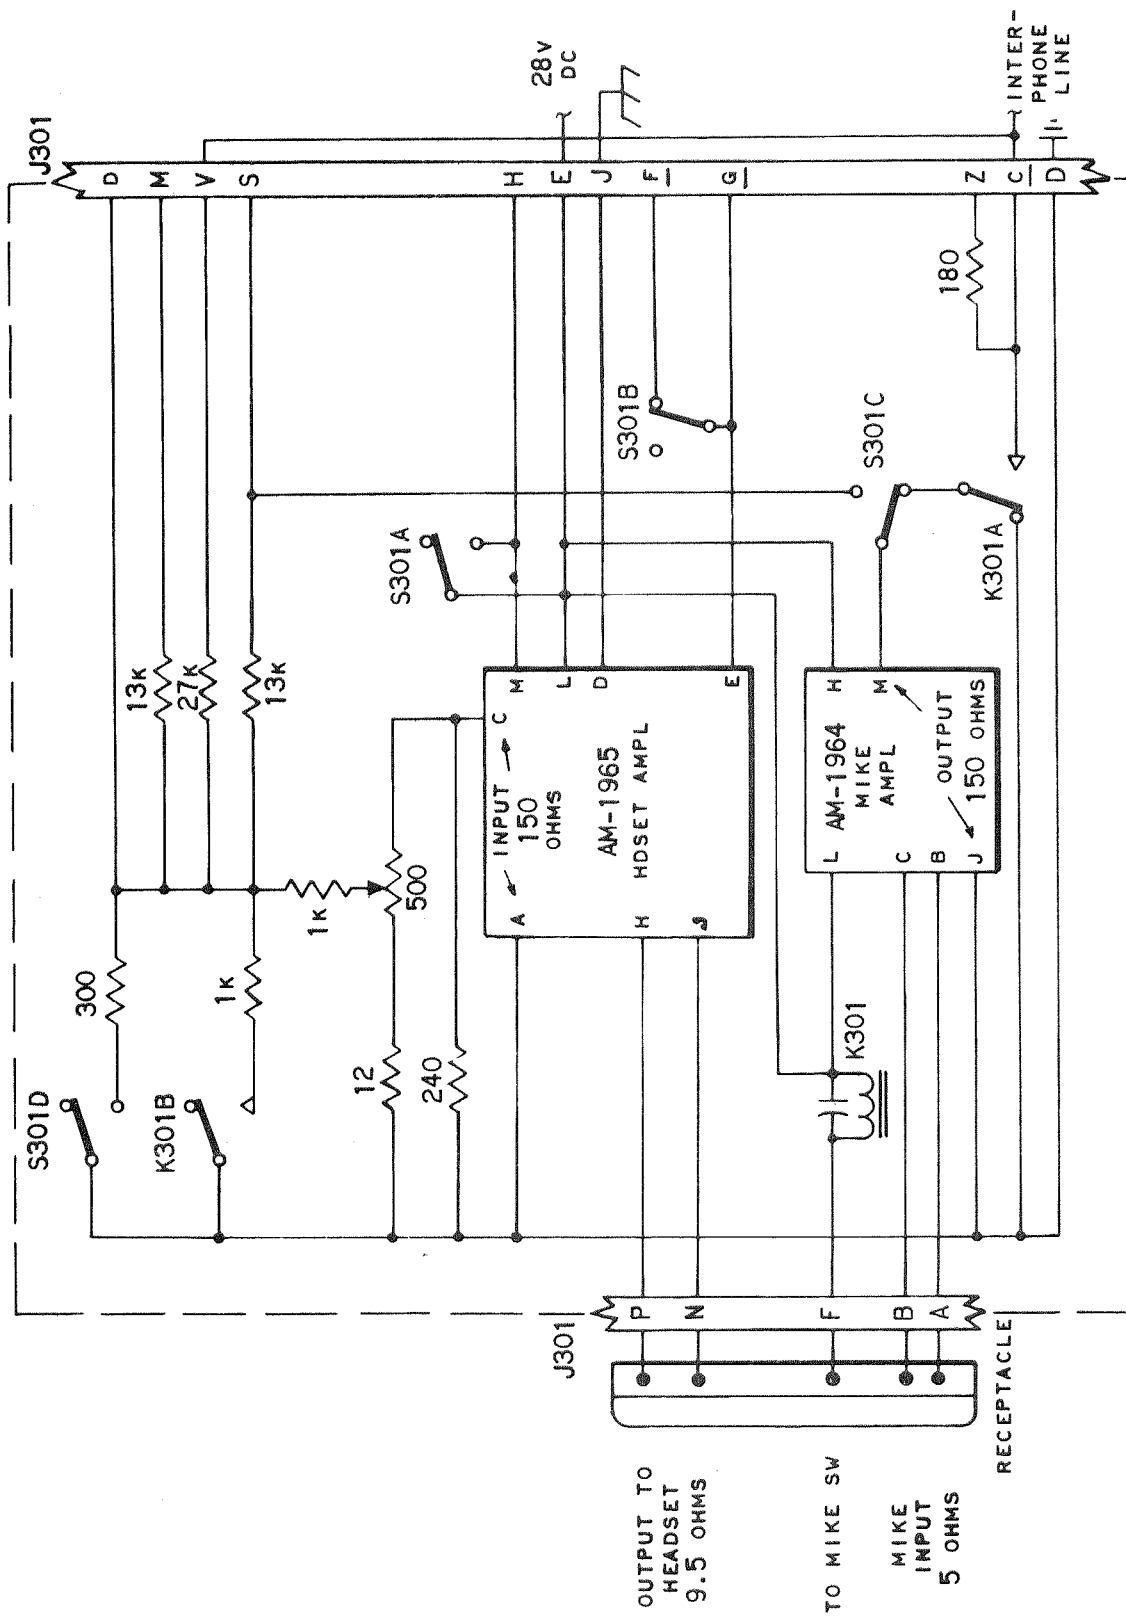 J301
D
M
V
S
H
E
J
F
G
Z
C
D
28V
DC
INTER-
PHONE
LINE
13K
27K
13K
300
1K
1K
500
12
240
180
S301D
K301B
S301A
S301B
S301C
K301A
K301
INPUT
150
OHMS
AM-1965
HDSET AMPL
A
C
M
L
D
E
H
J
AM-1964
MIKE
AMPL
OUTPUT
150 OHMS
H
M
L
C
B
J
J301
P
N
F
B
A
RECEPTACLE
OUTPUT TO
HEADSET
9.5 OHMS
TO MIKE SW
MIKE
INPUT
5 OHMS